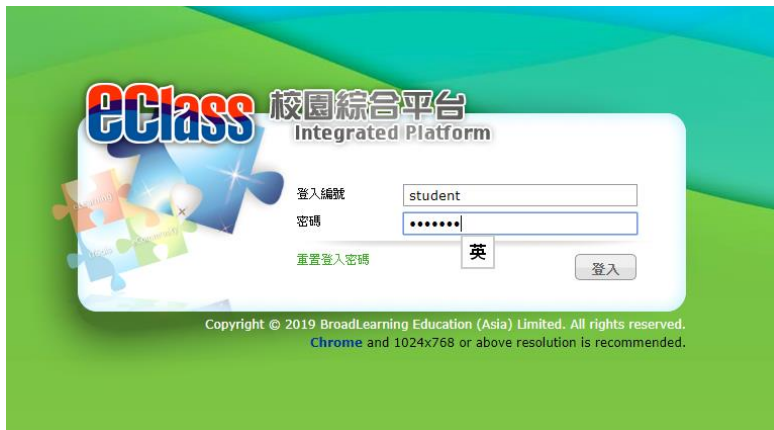 eClass 校園綜合平台
Integrated Platform
登入編號 student
密碼 •••••••
英
重置登入密碼
登入
eLearning
Copyright © 2019 BroadLearning Education (Asia) Limited. All rights reserved.
Chrome and 1024x768 or above resolution is recommended.